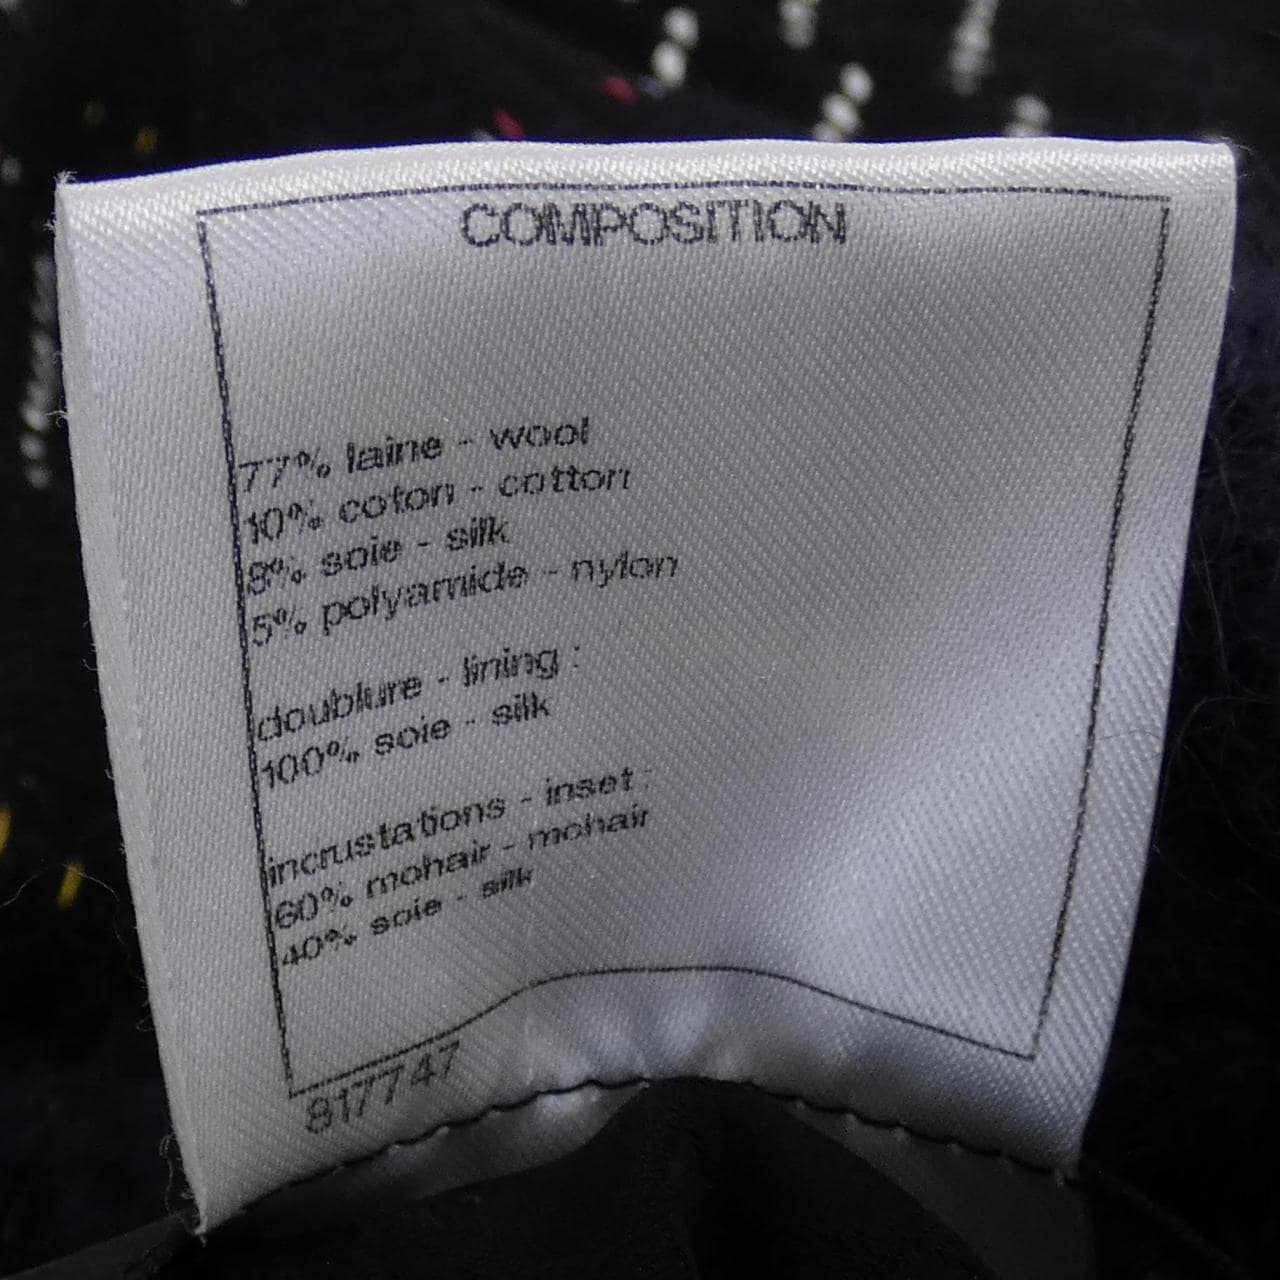 COMPOSITION
77% laine - wool
10% coton - cotton
8% soie - silk
5% polyamide - nylon
doublure - lining :
100% soie - silk
incrustations - inset :
60% mohair - mohair
40% soie - silk
817747